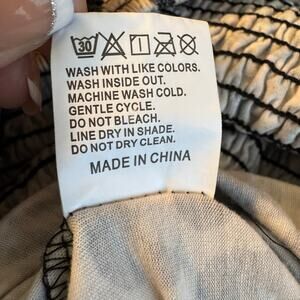 30
WASH WITH LIKE COLORS.
WASH INSIDE OUT.
MACHINE WASH COLD.
GENTLE CYCLE.
DO NOT BLEACH.
LINE DRY IN SHADE.
DO NOT DRY CLEAN.
MADE IN CHINA